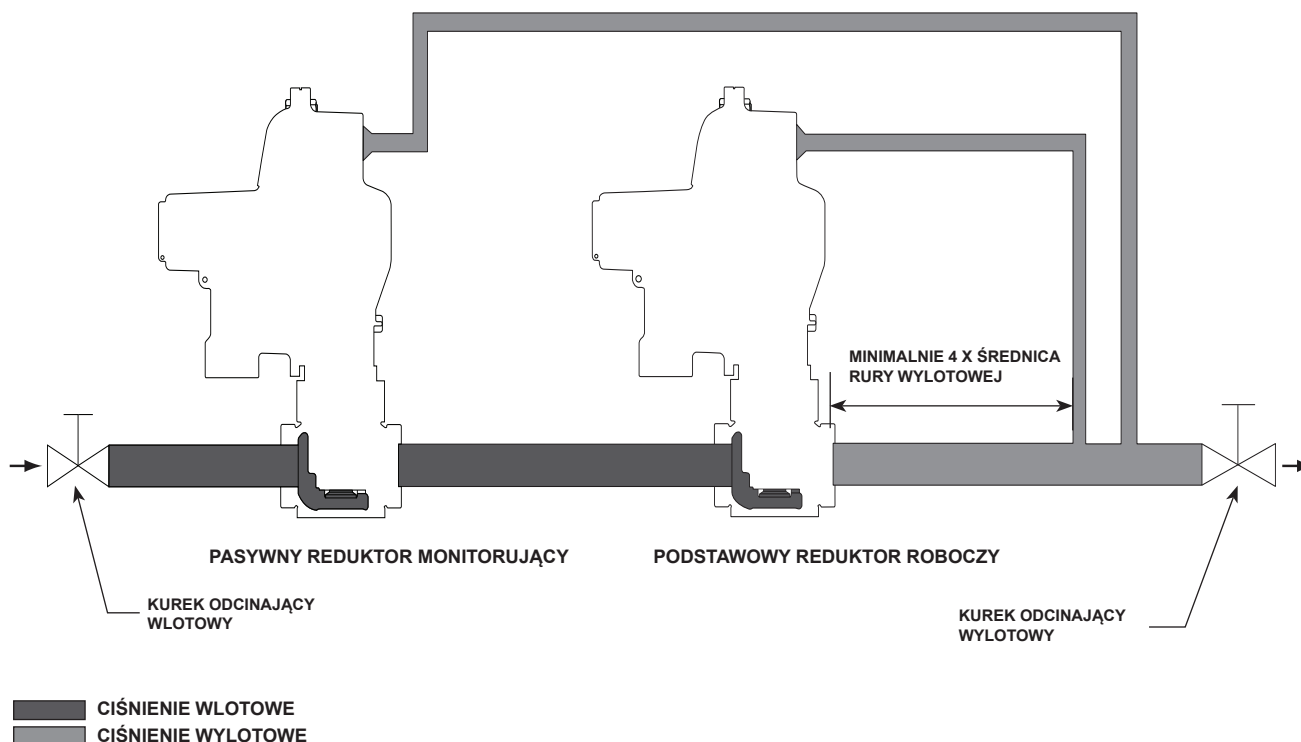 MINIMALNIE 4 X ŚREDNICA
RURY WYLOTOWEJ
PASYWNY REDUKTOR MONITORUJĄCY
PODSTAWOWY REDUKTOR ROBOCZY
KUREK ODCINAJĄCY
WLOTOWY
KUREK ODCINAJĄCY
WYLOTOWY
CIŚNIENIE WLOTOWE
CIŚNIENIE WYLOTOWE